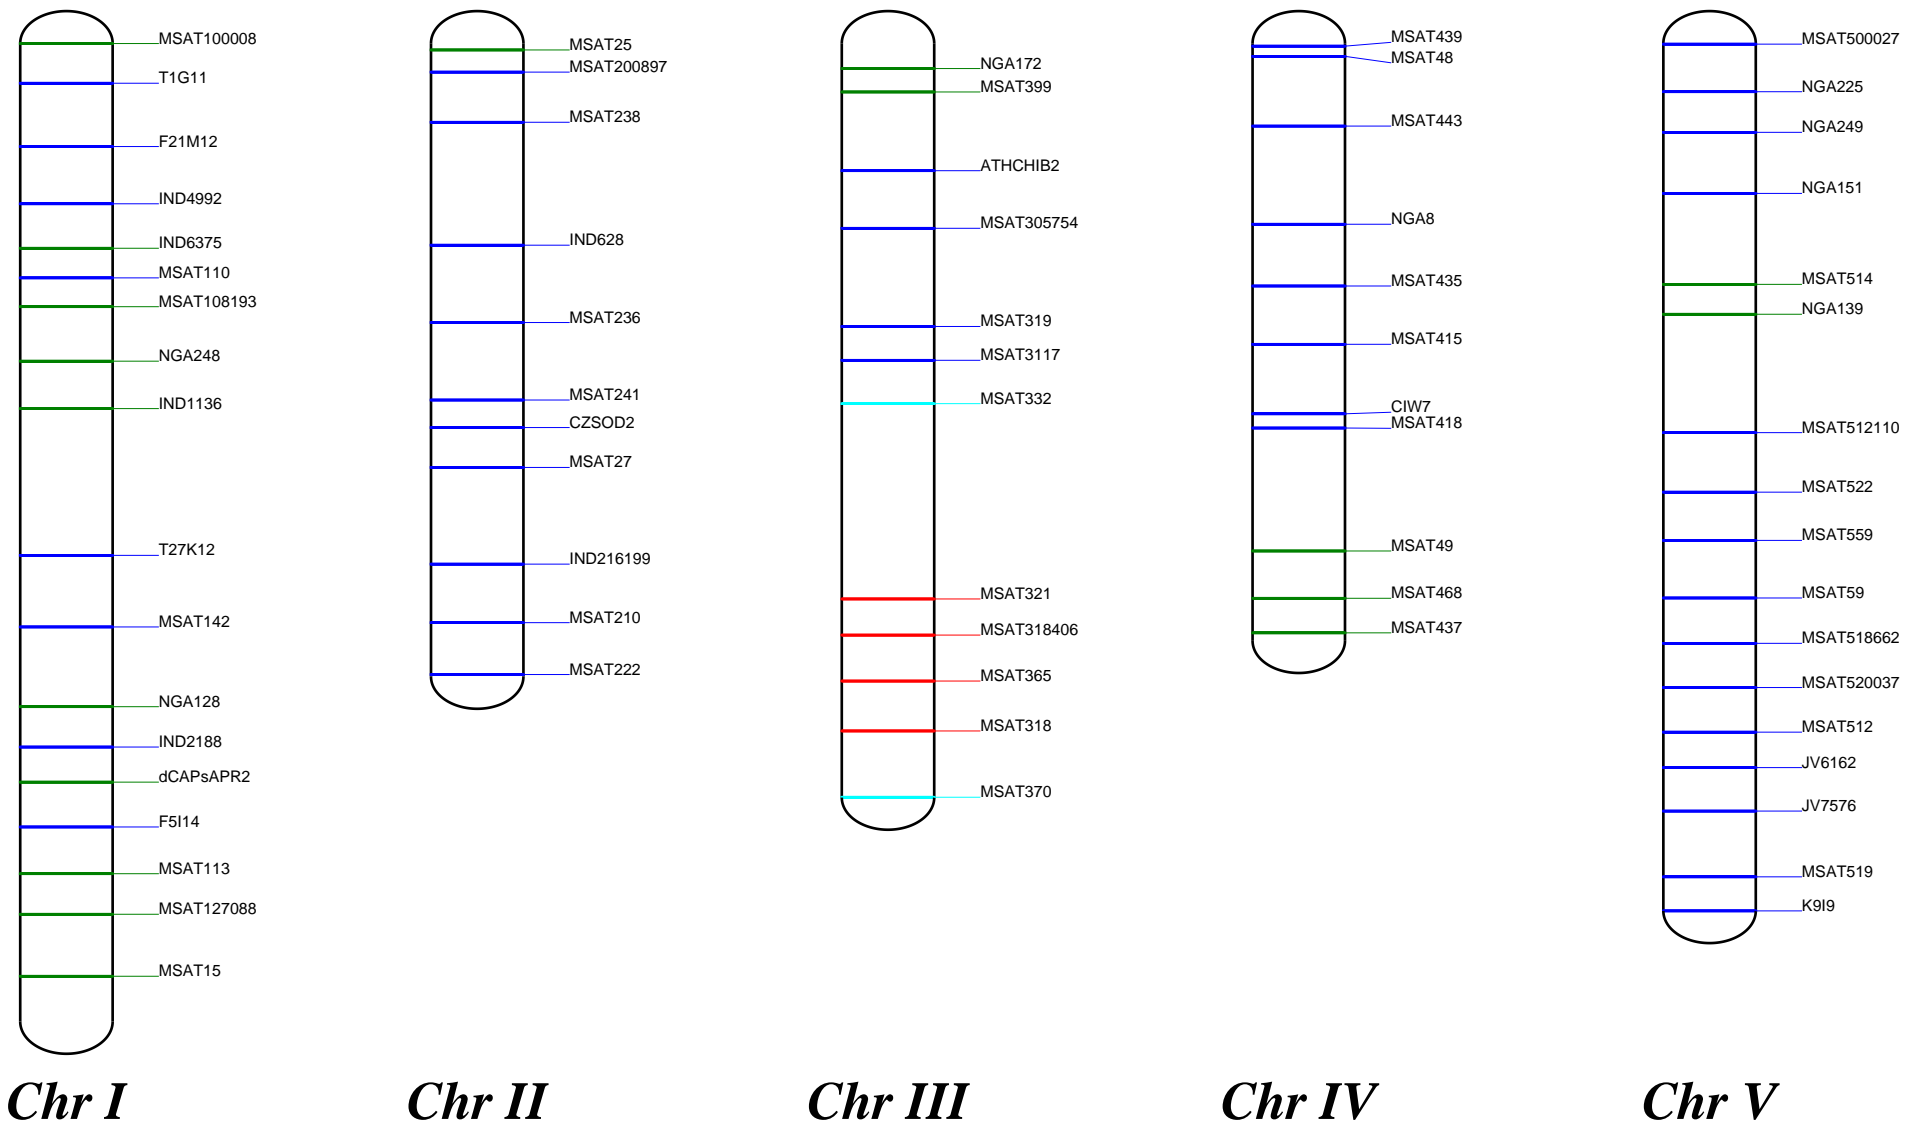 MSAT100008
T1G11
F21M12
IND4992
IND6375
MSAT110
MSAT108193
NGA248
IND1136
T27K12
MSAT142
NGA128
IND2188
dCAPsAPR2
F5I14
MSAT113
MSAT127088
MSAT15
Chr I
MSAT25
MSAT200897
MSAT238
IND628
MSAT236
MSAT241
CZSOD2
MSAT27
IND216199
MSAT210
MSAT222
Chr II
NGA172
MSAT399
ATHCHIB2
MSAT305754
MSAT319
MSAT3117
MSAT332
MSAT321
MSAT318406
MSAT365
MSAT318
MSAT370
Chr III
MSAT439
MSAT48
MSAT443
NGA8
MSAT435
MSAT415
CIW7
MSAT418
MSAT49
MSAT468
MSAT437
Chr IV
MSAT500027
NGA225
NGA249
NGA151
MSAT514
NGA139
MSAT512110
MSAT522
MSAT559
MSAT59
MSAT518662
MSAT520037
MSAT512
JV6162
JV7576
MSAT519
K9I9
Chr V